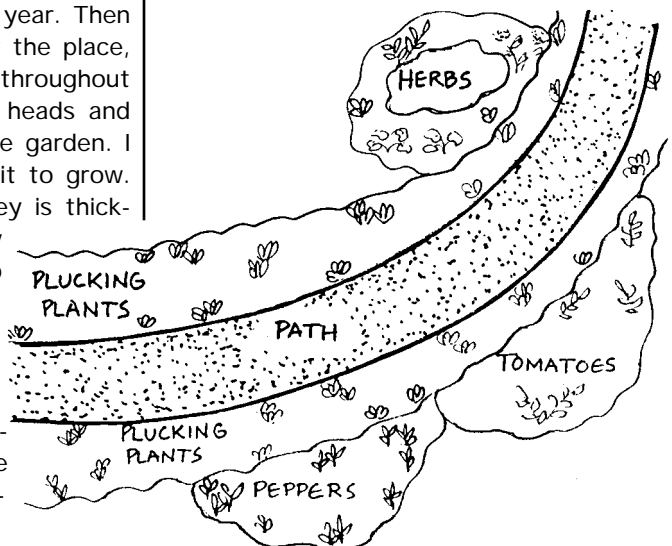 year. Then
the place,
throughout
heads and
e garden. I
it to grow.
ey is thick-
HERBS
PLUCKING
PLANTS
PATH
TOMATOES
PLUCKING
PLANTS
PEPPERS